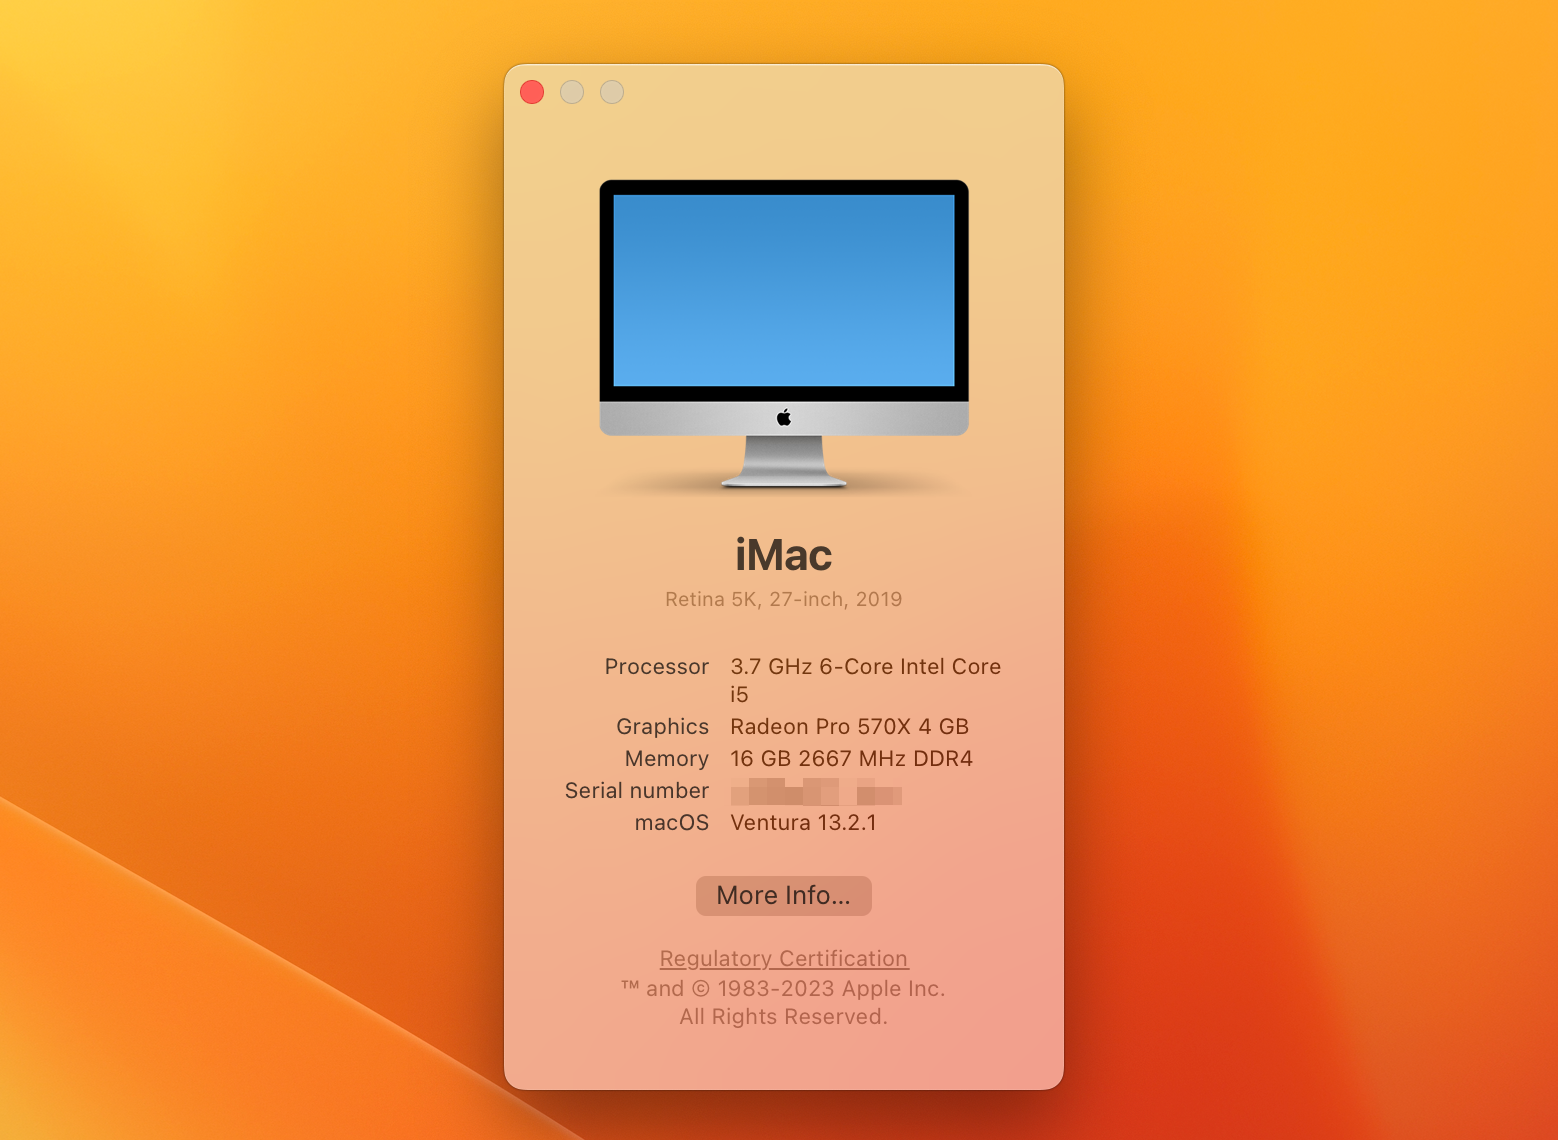 iMac
Retina 5K, 27-inch, 2019
Processor 3.7 GHz 6-Core Intel Core
i5
Graphics Radeon Pro 570X 4 GB
Memory 16 GB 2667 MHz DDR4
Serial number
macOS Ventura 13.2.1
More Info...
Regulatory Certification
™ and © 1983-2023 Apple Inc.
All Rights Reserved.